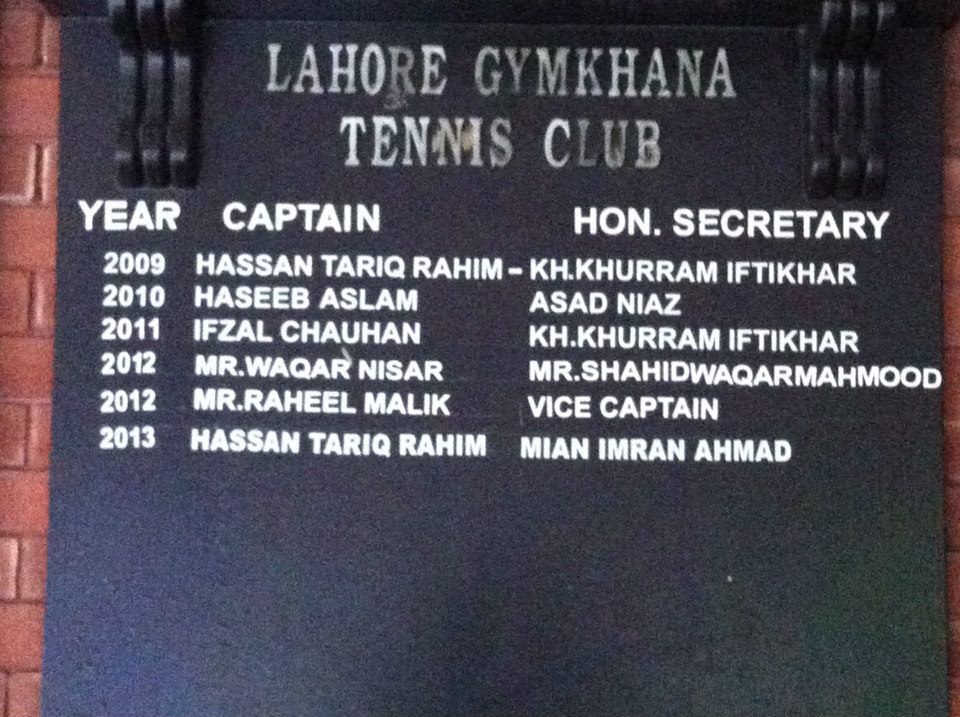 LAHORE GYMKHANA
TENNIS CLUB
YEAR CAPTAIN HON. SECRETARY
2009 HASSAN TARIQ RAHIM - KH.KHURRAM IFTIKHAR
2010 HASEEB ASLAM ASAD NIAZ
2011 IFZAL CHAUHAN KH.KHURRAM IFTIKHAR
2012 MR.WAQAR NISAR MR.SHAHIDWAQARMAHMOOD
2012 MR.RAHEEL MALIK VICE CAPTAIN
2013 HASSAN TARIQ RAHIM MIAN IMRAN AHMAD